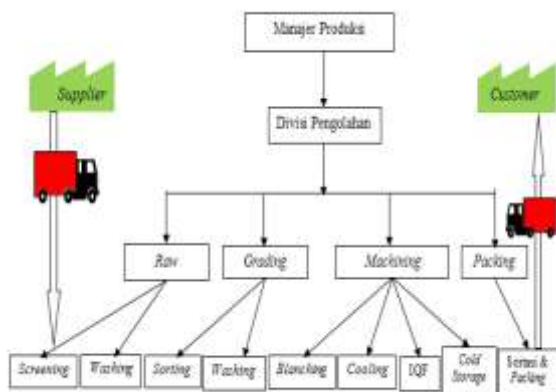 Manajer Produksi
Supplier
Customer
Divisi Pengolahan
Raw
Grading
Machining
Packing
Screening
Washing
Sorting
Washing
Blanching
Cooling
IQF
Cold
Storage
Sortasi &
Packing